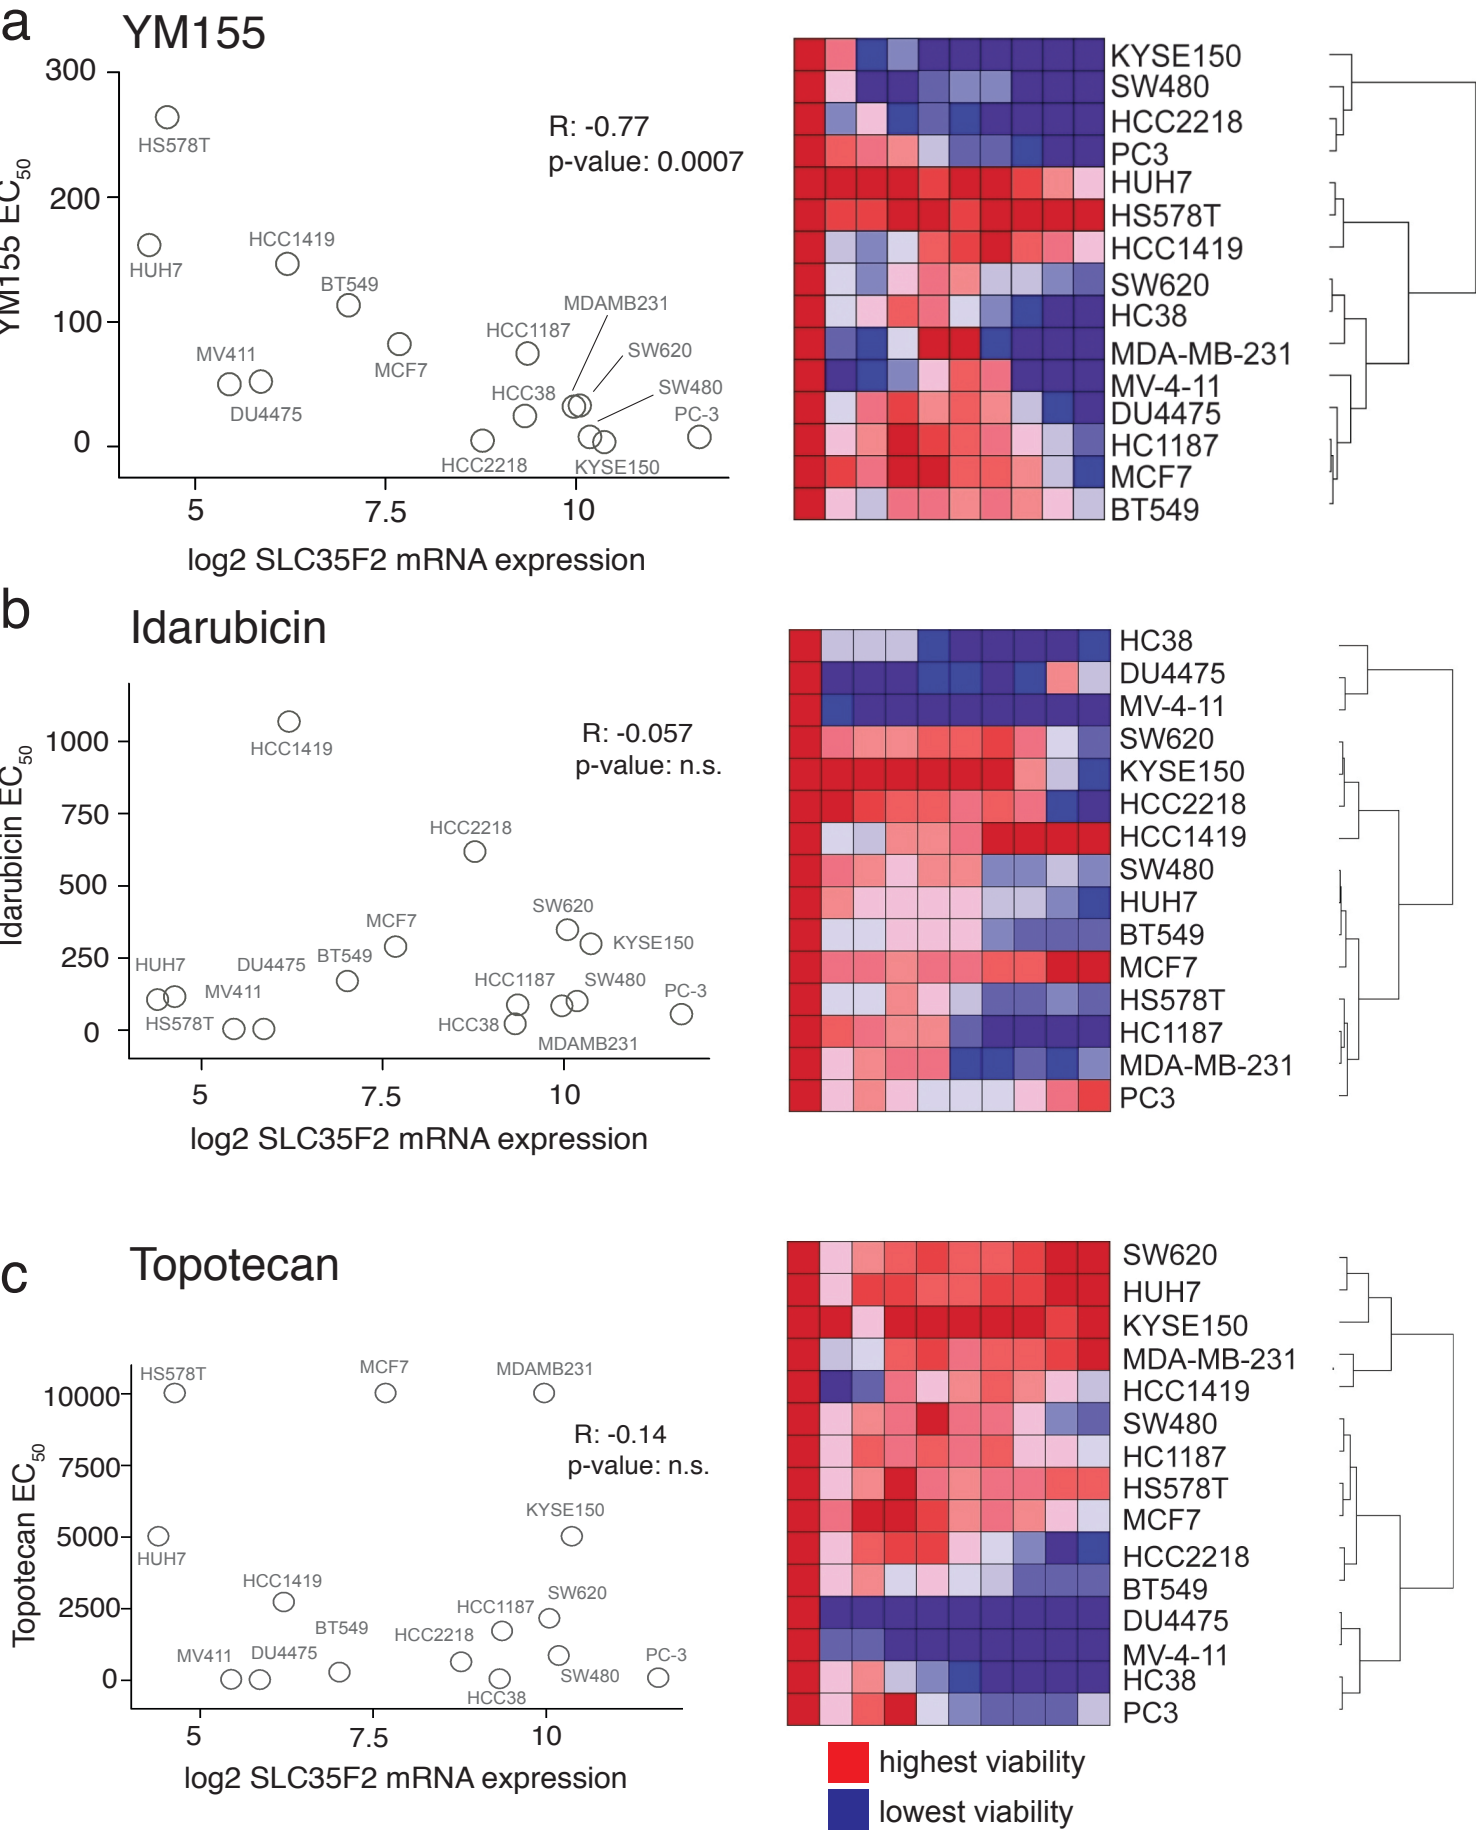 a
YM155
300
200
100
0
YM155 EC50
HS578T
HUH7
HCC1419
BT549
MV411
DU4475
MCF7
HCC1187
MDAMB231
SW620
HCC38
SW480
PC-3
HCC2218
KYSE150
R: -0.77
p-value: 0.0007
5
7.5
10
log2 SLC35F2 mRNA expression
KYSE150
SW480
HCC2218
PC3
HUH7
HS578T
HCC1419
SW620
HC38
MDA-MB-231
MV-4-11
DU4475
HC1187
MCF7
BT549
b
Idarubicin
1000
750
500
250
0
Idarubicin EC50
HCC1419
R: -0.057
p-value: n.s.
HCC2218
MCF7
SW620
KYSE150
HUH7
DU4475
BT549
MV411
HCC1187
SW480
PC-3
HS578T
HCC38
MDAMB231
5
7.5
10
log2 SLC35F2 mRNA expression
HC38
DU4475
MV-4-11
SW620
KYSE150
HCC2218
HCC1419
SW480
HUH7
BT549
MCF7
HS578T
HC1187
MDA-MB-231
PC3
c
Topotecan
10000
7500
5000
2500
0
Topotecan EC50
HS578T
MCF7
MDAMB231
R: -0.14
p-value: n.s.
KYSE150
HUH7
HCC1419
SW620
HCC1187
BT549
HCC2218
MV411
DU4475
PC-3
SW480
HCC38
5
7.5
10
log2 SLC35F2 mRNA expression
SW620
HUH7
KYSE150
MDA-MB-231
HCC1419
SW480
HC1187
HS578T
MCF7
HCC2218
BT549
DU4475
MV-4-11
HC38
PC3
highest viability
lowest viability